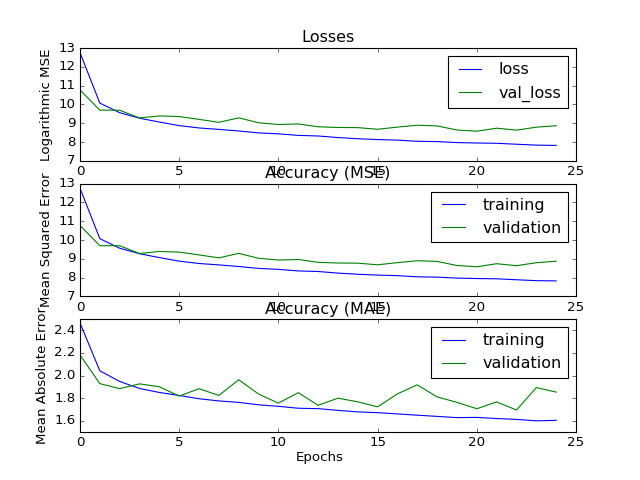 Losses
Logarithmic MSE
13
12
11
10
9
8
7
0
5
10
15
20
25
loss
val_loss
Accuracy (MSE)
Mean Squared Error
13
12
11
10
9
8
7
0
5
10
15
20
25
training
validation
Accuracy (MAE)
Mean Absolute Error
2.4
2.2
2.0
1.8
1.6
0
5
10
15
20
25
training
validation
Epochs